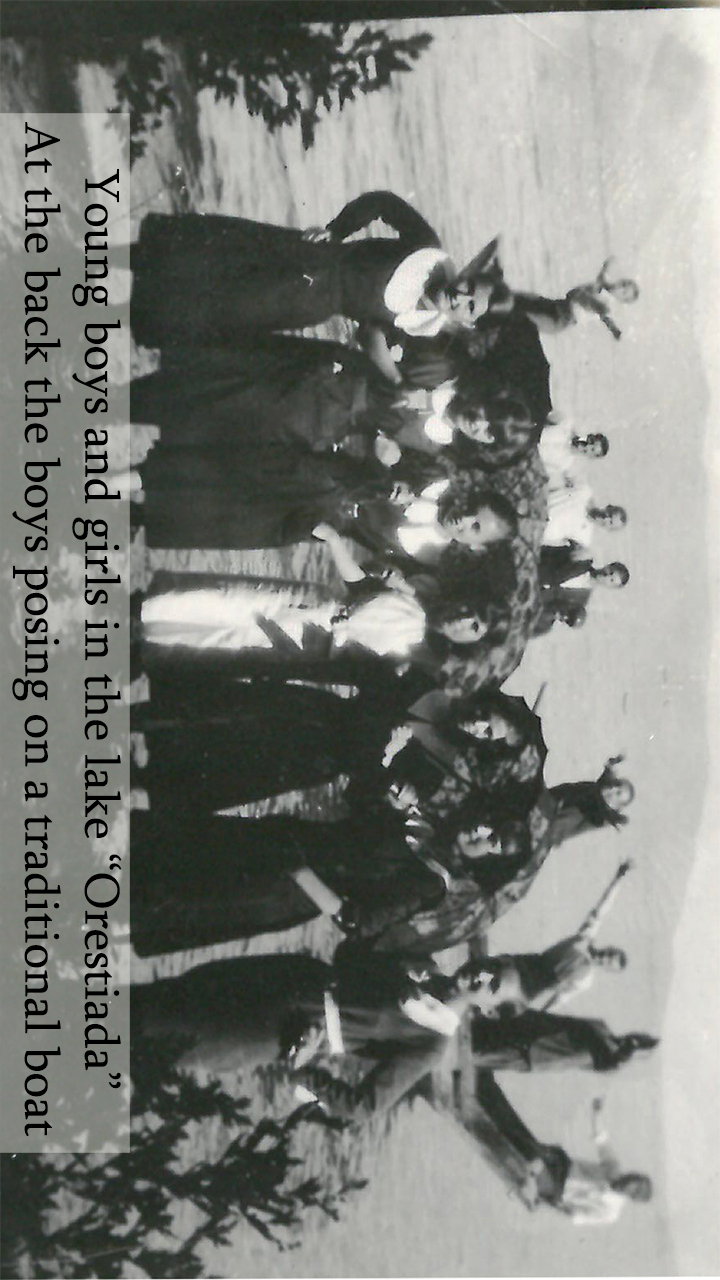 Young boys and girls in the lake “Orestiada”
At the back the boys posing on a traditional boat